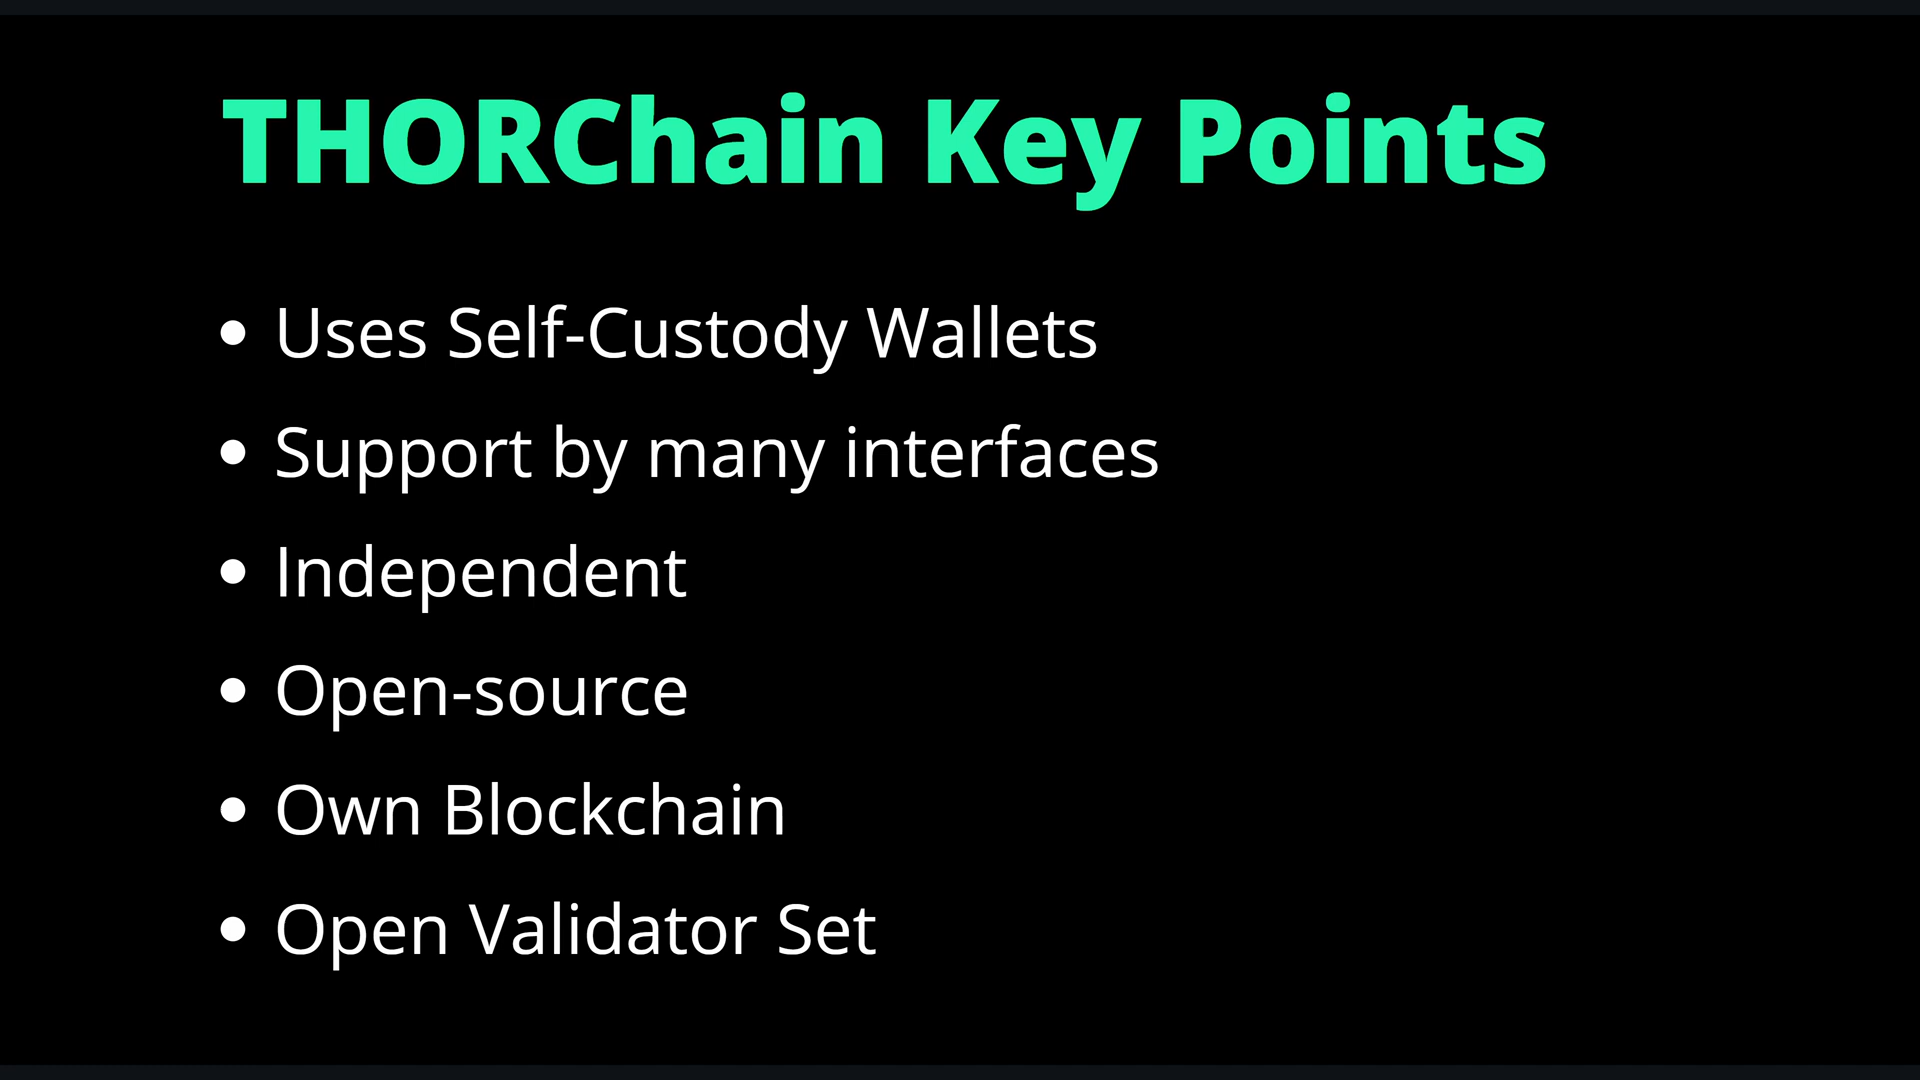 THORChain Key Points
• Uses Self-Custody Wallets
• Support by many interfaces
• Independent
• Open-source
• Own Blockchain
• Open Validator Set